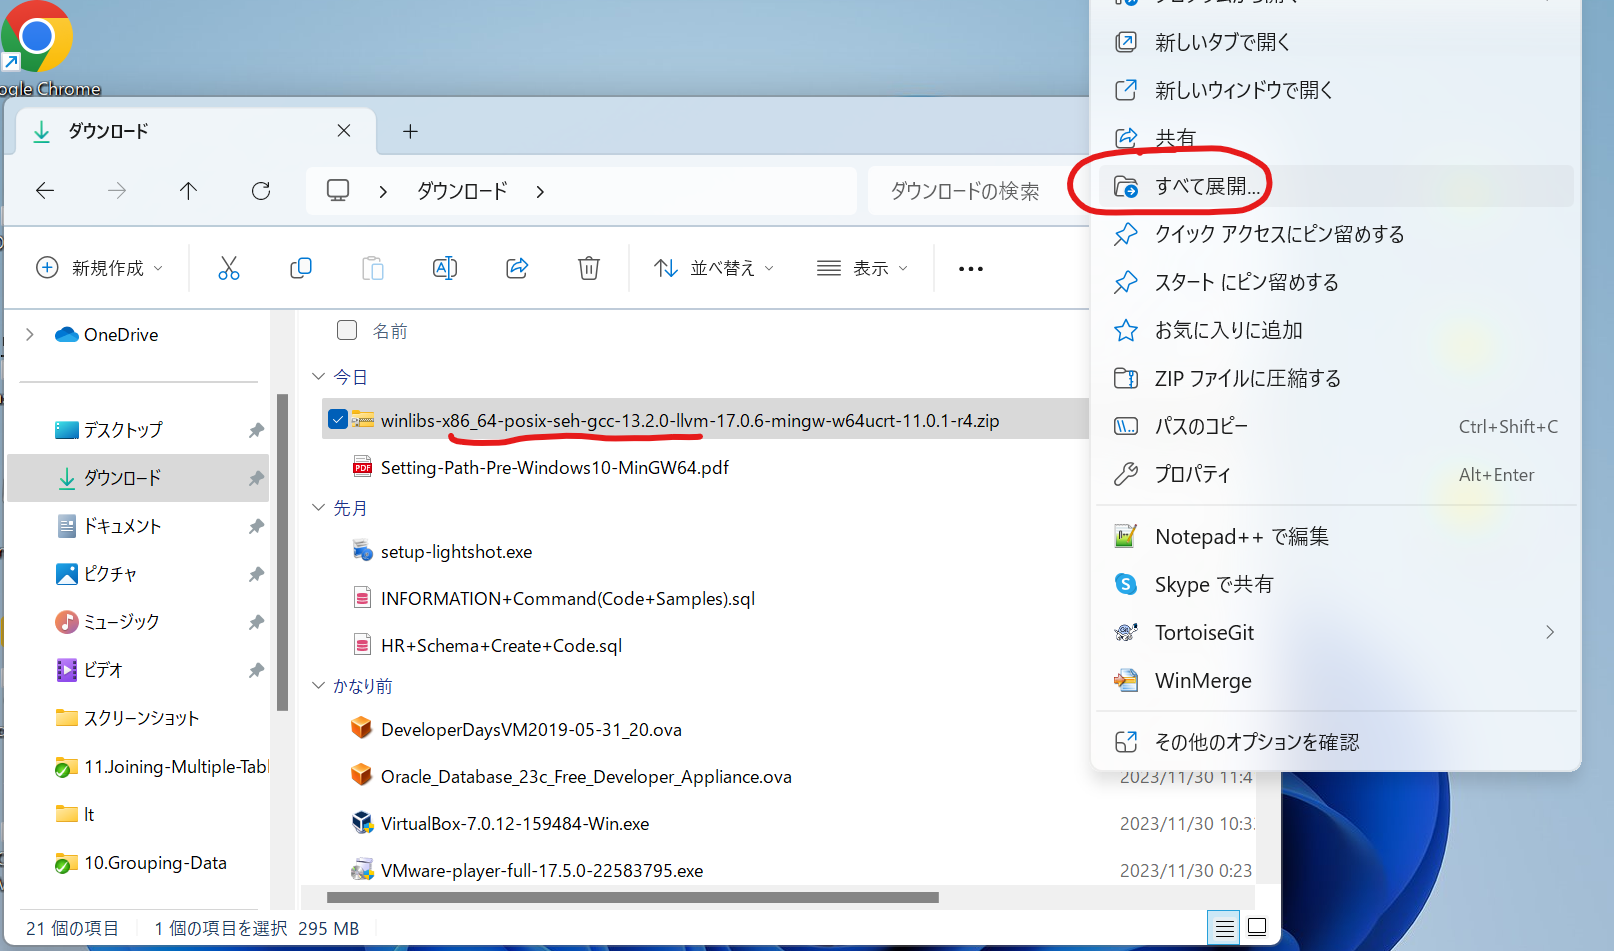 ogle Chrome
ダウンロード
ダウンロード
ダウンロードの検索
新規作成
並べ替え
表示
OneDrive
デスクトップ
ダウンロード
ドキュメント
ピクチャ
ミュージック
ビデオ
スクリーンショット
11.Joining-Multiple-Tabl
lt
10.Grouping-Data
名前
今日
winlibs-x86_64-posix-seh-gcc-13.2.0-llvm-17.0.6-mingw-w64ucrt-11.0.1-r4.zip
Setting-Path-Pre-Windows10-MinGW64.pdf
先月
setup-lightshot.exe
INFORMATION+Command(Code+Samples).sql
HR+Schema+Create+Code.sql
かなり前
DeveloperDaysVM2019-05-31_20.ova
Oracle_Database_23c_Free_Developer_Appliance.ova 2023/11/30 11:4
VirtualBox-7.0.12-159484-Win.exe 2023/11/30 10:3
VMware-player-full-17.5.0-22583795.exe 2023/11/30 0:23
21 個の項目 1 個の項目を選択 295 MB
プログラムから開く
新しいタブで開く
新しいウィンドウで開く
共有
すべて展開...
クイック アクセスにピン留めする
スタート にピン留めする
お気に入りに追加
ZIP ファイルに圧縮する
パスのコピー Ctrl+Shift+C
プロパティ Alt+Enter
Notepad++ で編集
Skype で共有
TortoiseGit
WinMerge
その他のオプションを確認